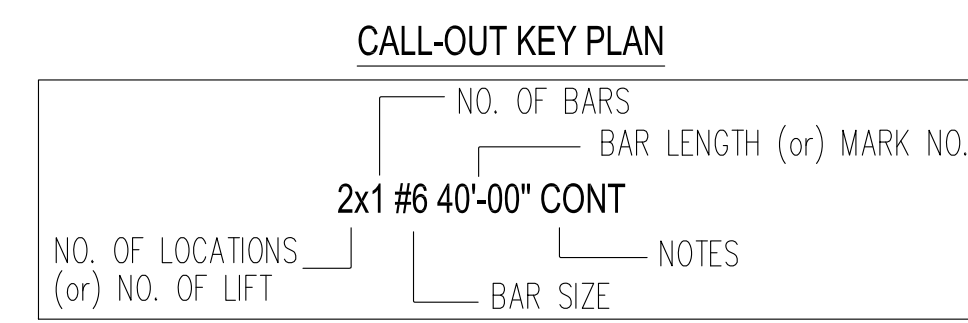 CALL-OUT KEY PLAN
NO. OF BARS
BAR LENGTH (or) MARK NO.
2x1 #6 40'-00" CONT
NO. OF LOCATIONS
(or) NO. OF LIFT
NOTES
BAR SIZE